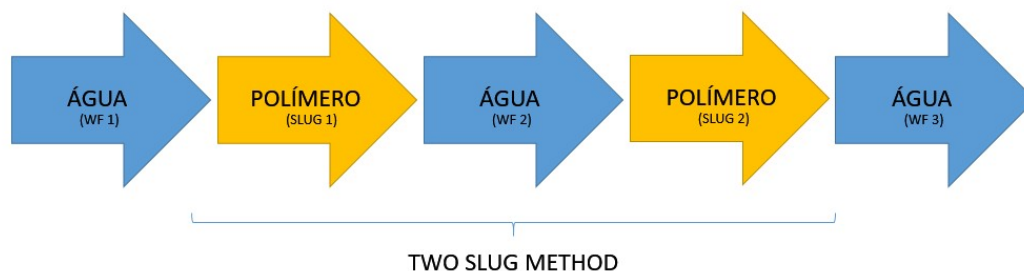 ÁGUA
(WF 1)
POLÍMERO
(SLUG 1)
ÁGUA
(WF 2)
POLÍMERO
(SLUG 2)
ÁGUA
(WF 3)
TWO SLUG METHOD